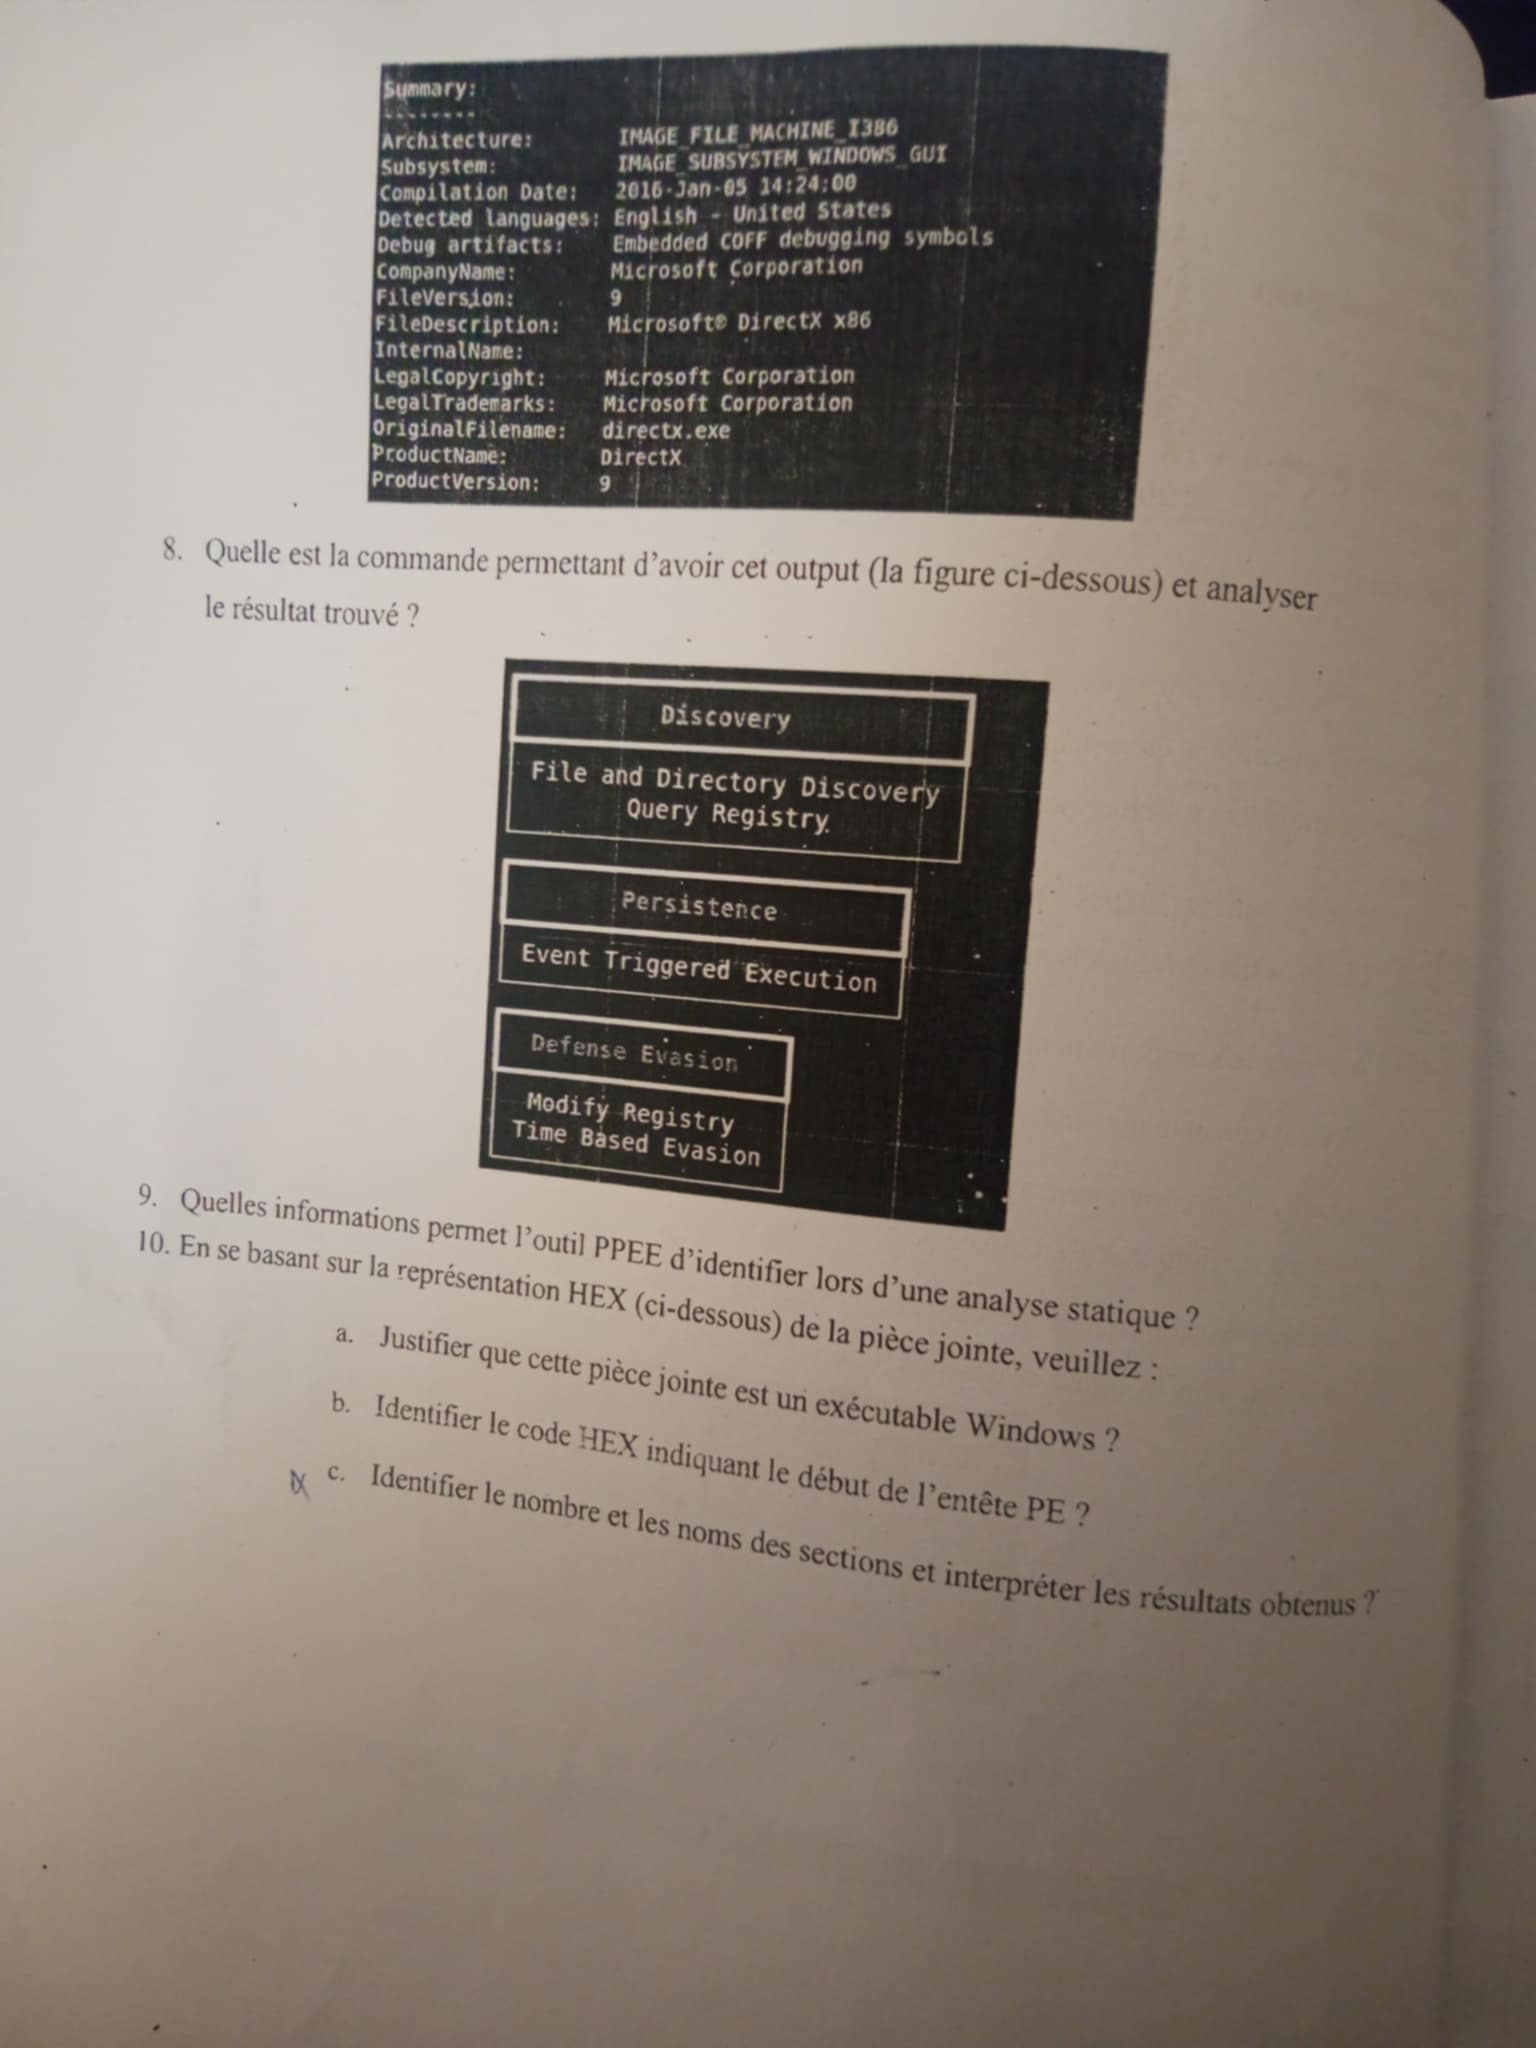 Summary:
--------
Architecture: IMAGE_FILE_MACHINE_I386
Subsystem: IMAGE_SUBSYSTEM_WINDOWS_GUI
Compilation Date: 2016-Jan-05 14:24:00
Detected languages: English - United States
Debug artifacts: Embedded COFF debugging symbols
CompanyName: Microsoft Corporation
FileVersion: 9
FileDescription: Microsoft® DirectX x86
InternalName:
LegalCopyright: Microsoft Corporation
LegalTrademarks: Microsoft Corporation
OriginalFilename: directx.exe
ProductName: DirectX
ProductVersion: 9
8. Quelle est la commande permettant d'avoir cet output (la figure ci-dessous) et analyser
le résultat trouvé ?
Discovery
File and Directory Discovery
Query Registry
Persistence
Event Triggered Execution
Defense Evasion
Modify Registry
Time Based Evasion
9. Quelles informations permet l'outil PPEE d'identifier lors d'une analyse statique ?
10. En se basant sur la représentation HEX (ci-dessous) de la pièce jointe, veuillez :
a. Justifier que cette pièce jointe est un exécutable Windows ?
b. Identifier le code HEX indiquant le début de l'entête PE ?
c. Identifier le nombre et les noms des sections et interpréter les résultats obtenus ?